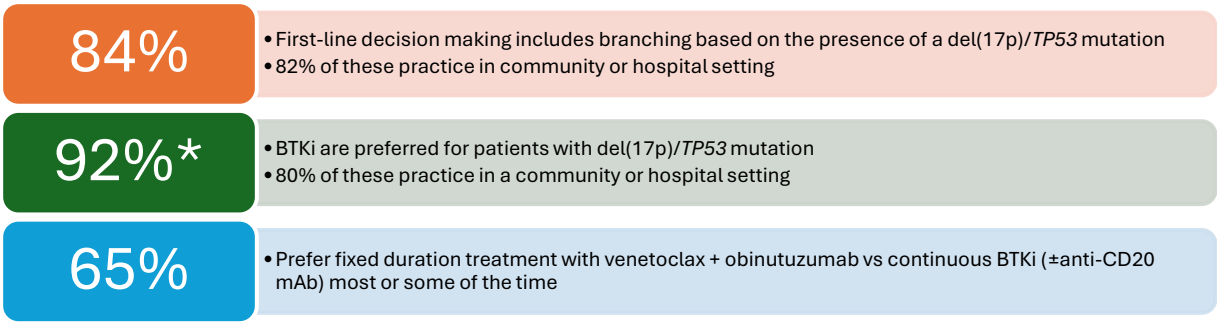 84%
• First-line decision making includes branching based on the presence of a del(17p)/TP53 mutation
• 82% of these practice in community or hospital setting
92%*
• BTKi are preferred for patients with del(17p)/TP53 mutation
• 80% of these practice in a community or hospital setting
65%
• Prefer fixed duration treatment with venetoclax + obinutuzumab vs continuous BTKi (±anti-CD20
mAb) most or some of the time